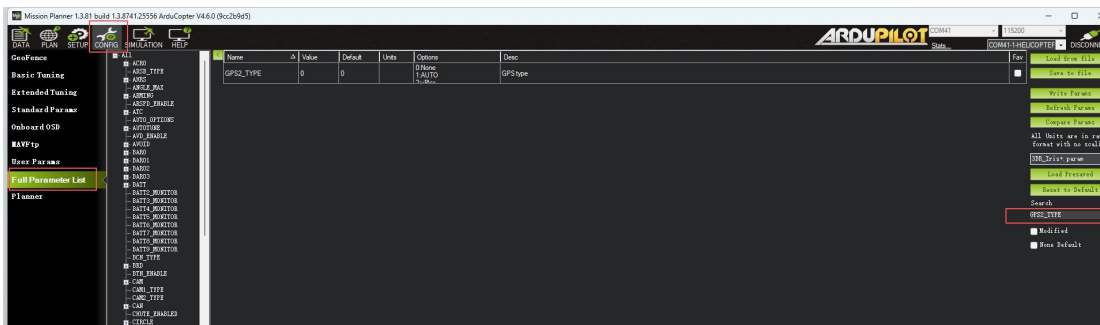 Mission Planner 1.3.81 build 1.3.8741.25556 ArduCopter V4.6.0 (9cc2b9d5)
DATA PLAN SETUP CONFIG SIMULATION HELP
ARDUPILOT
COM41 115200
Stats... COM41-1-HELICOPTER DISCONNE
GeoFence
Basic Tuning
Extended Tuning
Standard Params
Onboard OSD
MAVFtp
User Params
Full Parameter List
Planner
All
ACRO
ADSB_TYPE
AHRS
ANGLE_MAX
ARMING
ARSPD_ENABLE
ATC
AUTO_OPTIONS
AUTOTUNE
AVD_ENABLE
AVOID
BARO
BARO1
BARO2
BARO3
BATT
BATT2_MONITOR
BATT3_MONITOR
BATT4_MONITOR
BATT5_MONITOR
BATT6_MONITOR
BATT7_MONITOR
BATT8_MONITOR
BATT9_MONITOR
BCN_TYPE
BRD
BTN_ENABLE
CAM
CAM1_TYPE
CAM2_TYPE
CAN
CHUTE_ENABLED
CIRCLE
Name Value Default Units Options Desc Fav
GPS2_TYPE 0 0 0:None GPS type
1:AUTO
Load from file
Save to file
Write Params
Refresh Params
Compare Params
All Units are in ra
format with no scali
3DR_Iris+.param
Load Presaved
Reset to Default
Search
GPS2_TYPE
Modified
None Default